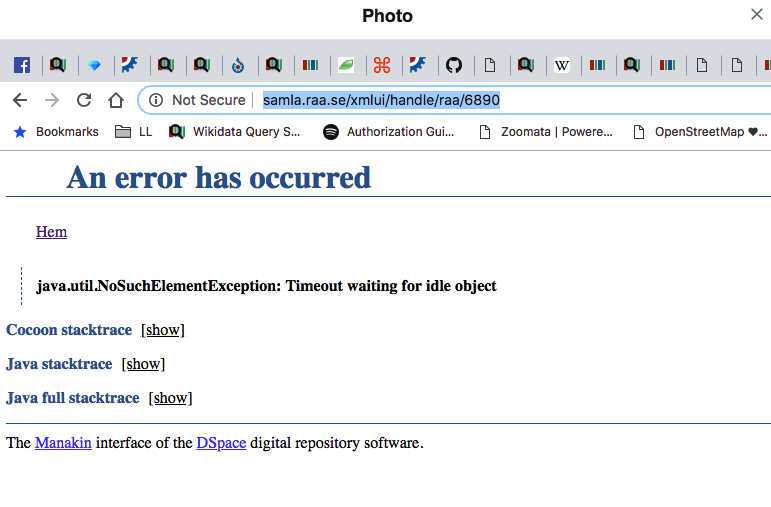 Photo
Not Secure | samla.raa.se/xmlui/handle/raa/6890
Bookmarks LL Wikidata Query S... Authorization Gui... Zoomata | Powere... OpenStreetMap ♥...
An error has occurred
Hem
java.util.NoSuchElementException: Timeout waiting for idle object
Cocoon stacktrace [show]
Java stacktrace [show]
Java full stacktrace [show]
The Manakin interface of the DSpace digital repository software.